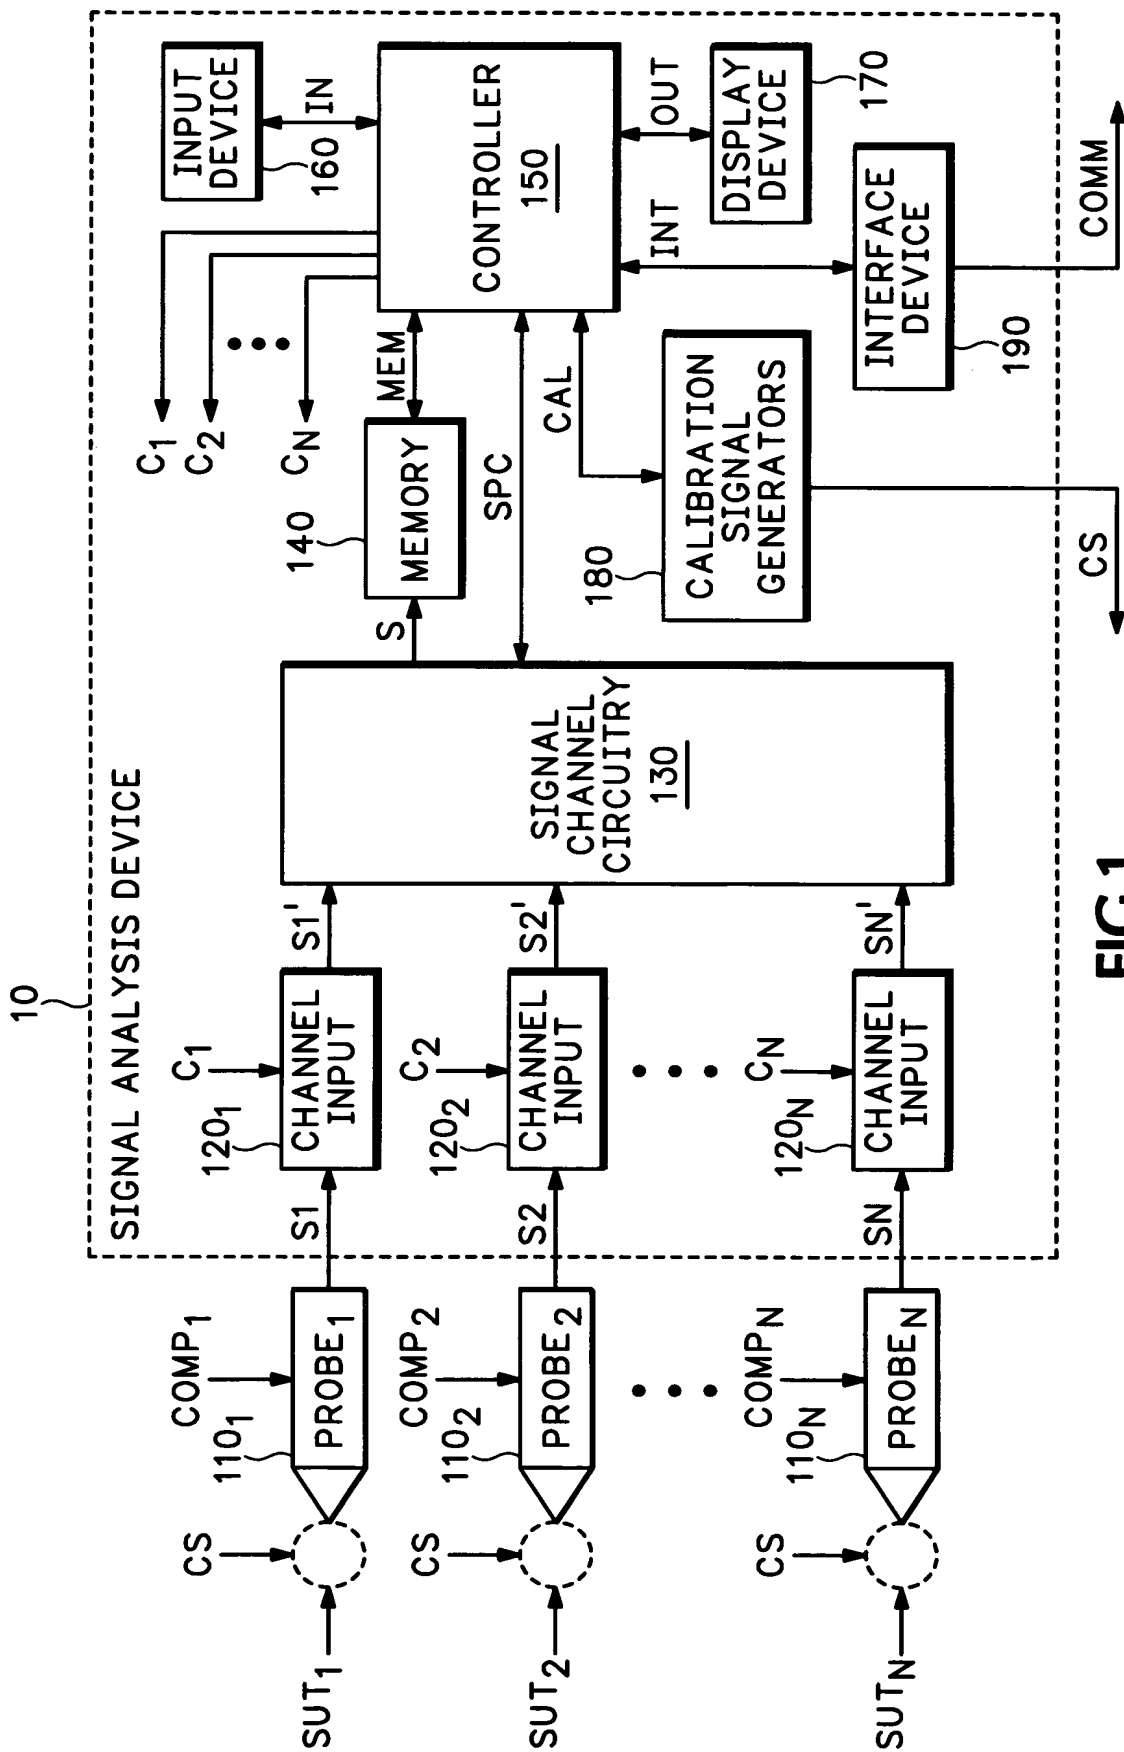 10
SIGNAL ANALYSIS DEVICE
SUT1
CS
COMP1
1101
PROBE1
S1
C1
1201
CHANNEL
INPUT
S1'
SUT2
CS
COMP2
1102
PROBE2
S2
C2
1202
CHANNEL
INPUT
S2'
SUTN
CS
COMPN
110N
PROBEN
SN
CN
120N
CHANNEL
INPUT
SN'
SIGNAL
CHANNEL
CIRCUITRY
130
S
140
MEMORY
MEM
SPC
CAL
C1
C2
CN
CONTROLLER
150
INPUT
DEVICE
160
IN
OUT
DISPLAY
DEVICE
170
INT
INTERFACE
DEVICE
190
COMM
180
CALIBRATION
SIGNAL
GENERATORS
CS
FIG.1